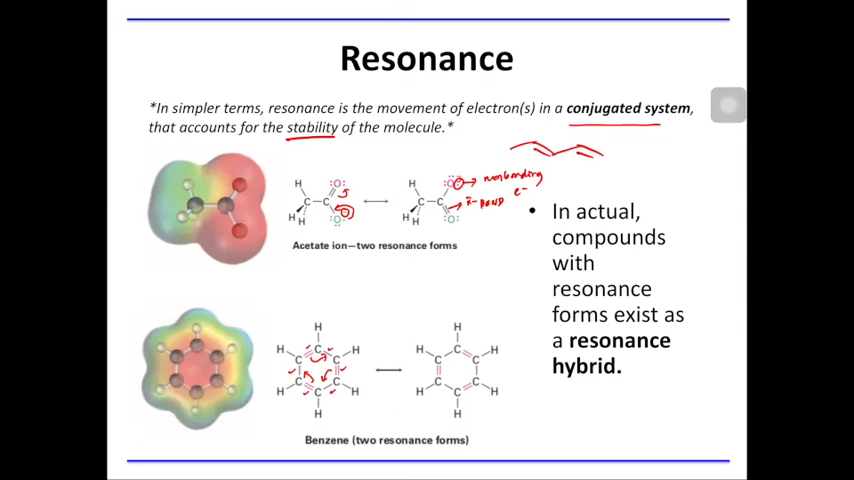 Resonance
*In simpler terms, resonance is the movement of electron(s) in a conjugated system,
that accounts for the stability of the molecule.*
H :O: H :O:
C C C C
H H :O: H H :O:
nonbonding
e-
π-bond
Acetate ion—two resonance forms
• In actual,
compounds
with
resonance
forms exist as
a resonance
hybrid.
H H
H C H H C H
C C C C
C C C C
H C H H C H
H H
Benzene (two resonance forms)